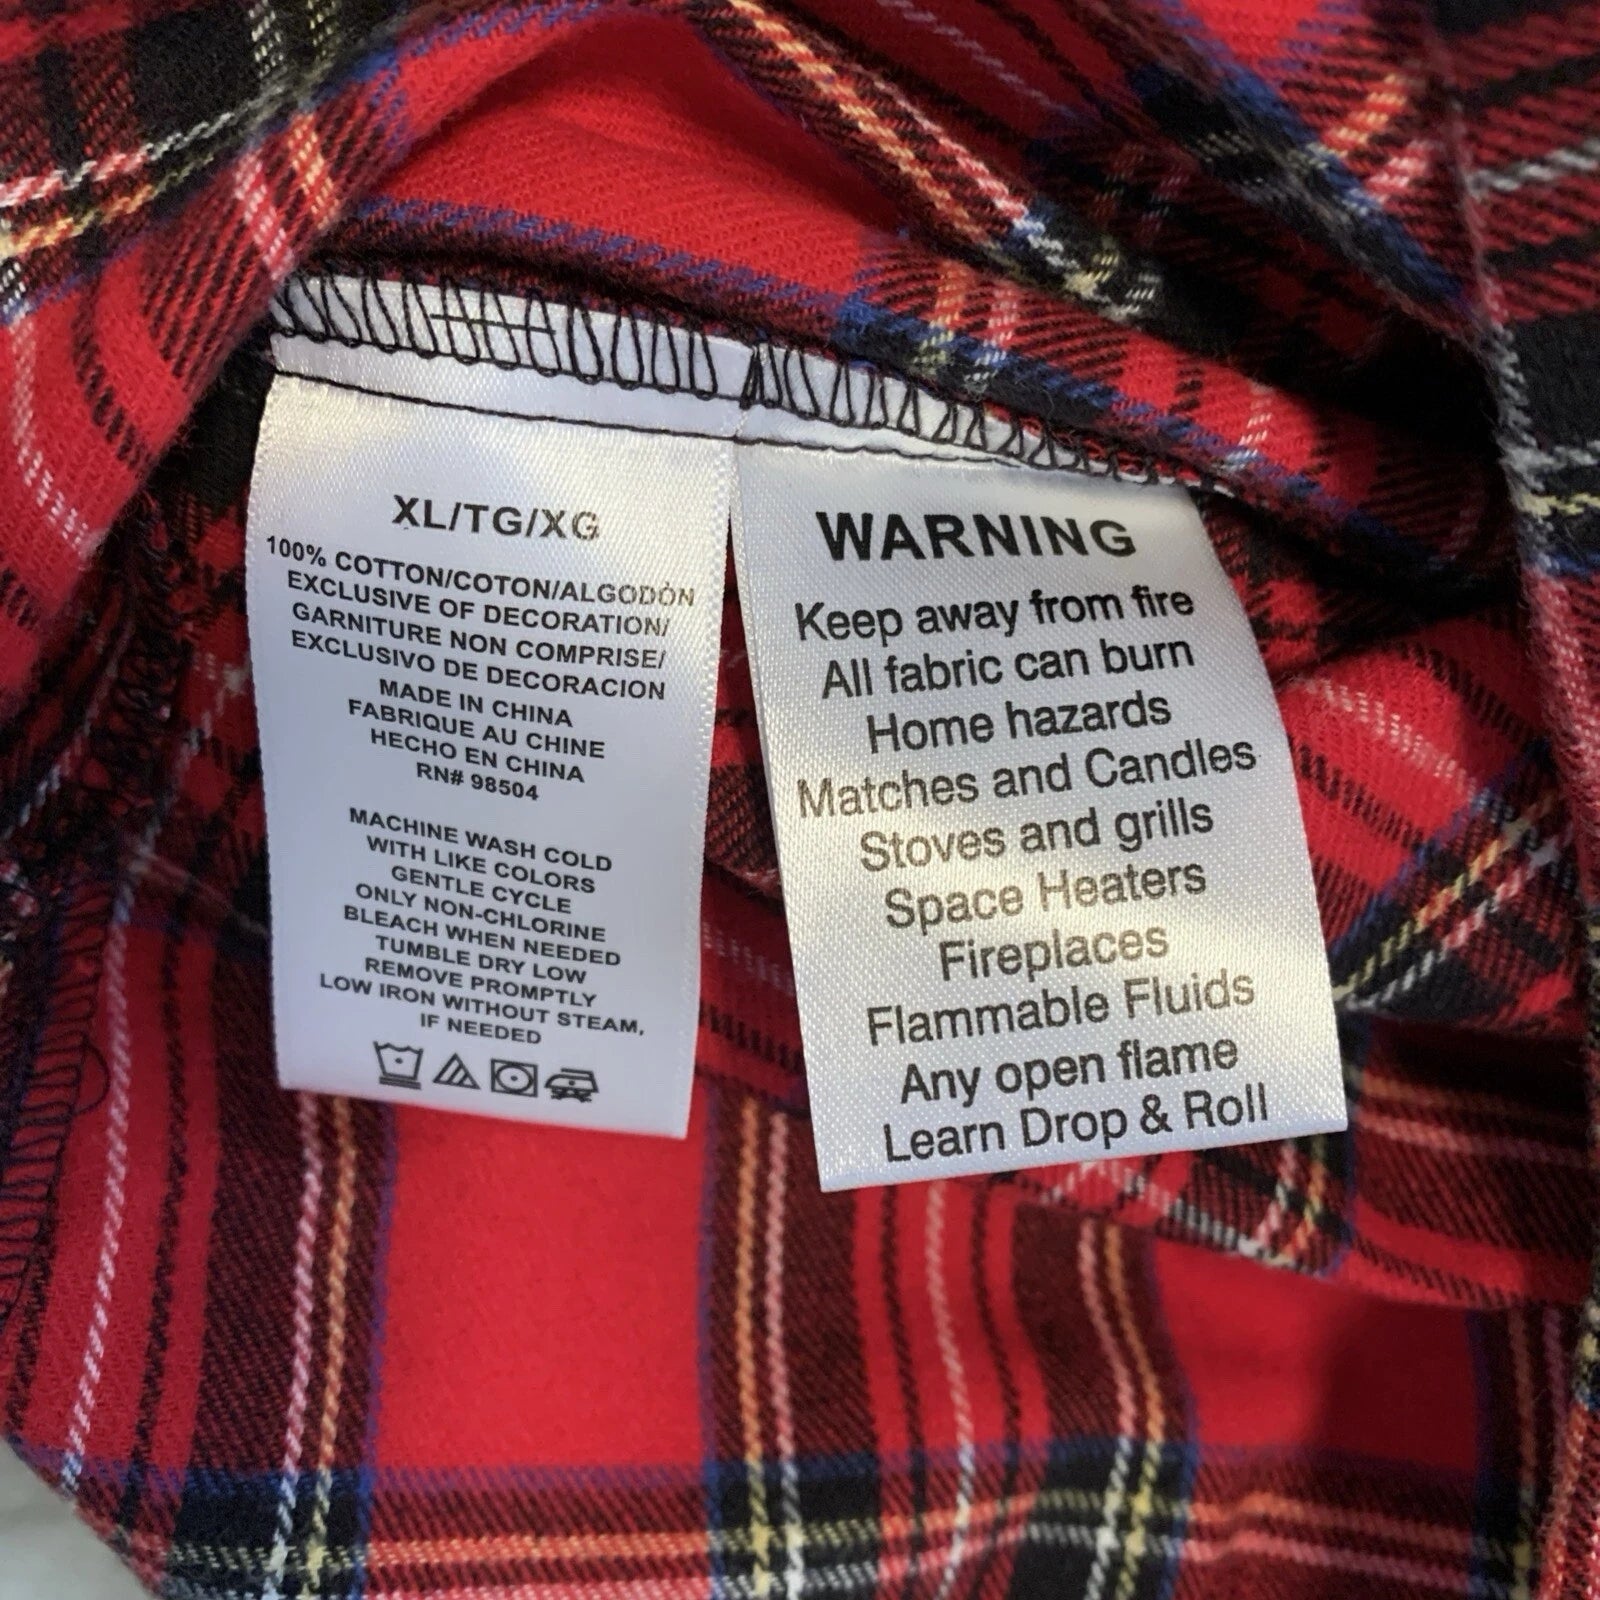 XL/TG/XG
100% COTTON/COTON/ALGODÒN
EXCLUSIVE OF DECORATION/
GARNITURE NON COMPRISE/
EXCLUSIVO DE DECORACION
MADE IN CHINA
FABRIQUE AU CHINE
HECHO EN CHINA
RN# 98504
MACHINE WASH COLD
WITH LIKE COLORS
GENTLE CYCLE
ONLY NON-CHLORINE
BLEACH WHEN NEEDED
TUMBLE DRY LOW
REMOVE PROMPTLY
LOW IRON WITHOUT STEAM,
IF NEEDED
WARNING
Keep away from fire
All fabric can burn
Home hazards
Matches and Candles
Stoves and grills
Space Heaters
Fireplaces
Flammable Fluids
Any open flame
Learn Drop & Roll